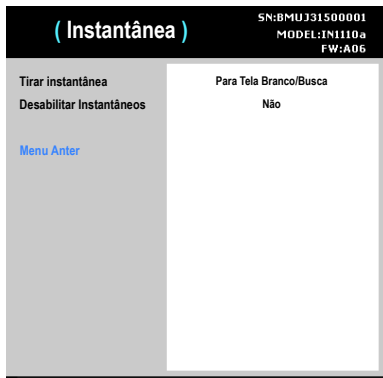 ( Instantânea )
SN:BMUJ31500001
MODEL:IN1110a
FW:A06
Tirar instantânea Para Tela Branco/Busca
Desabilitar Instantâneos Não
Menu Anter